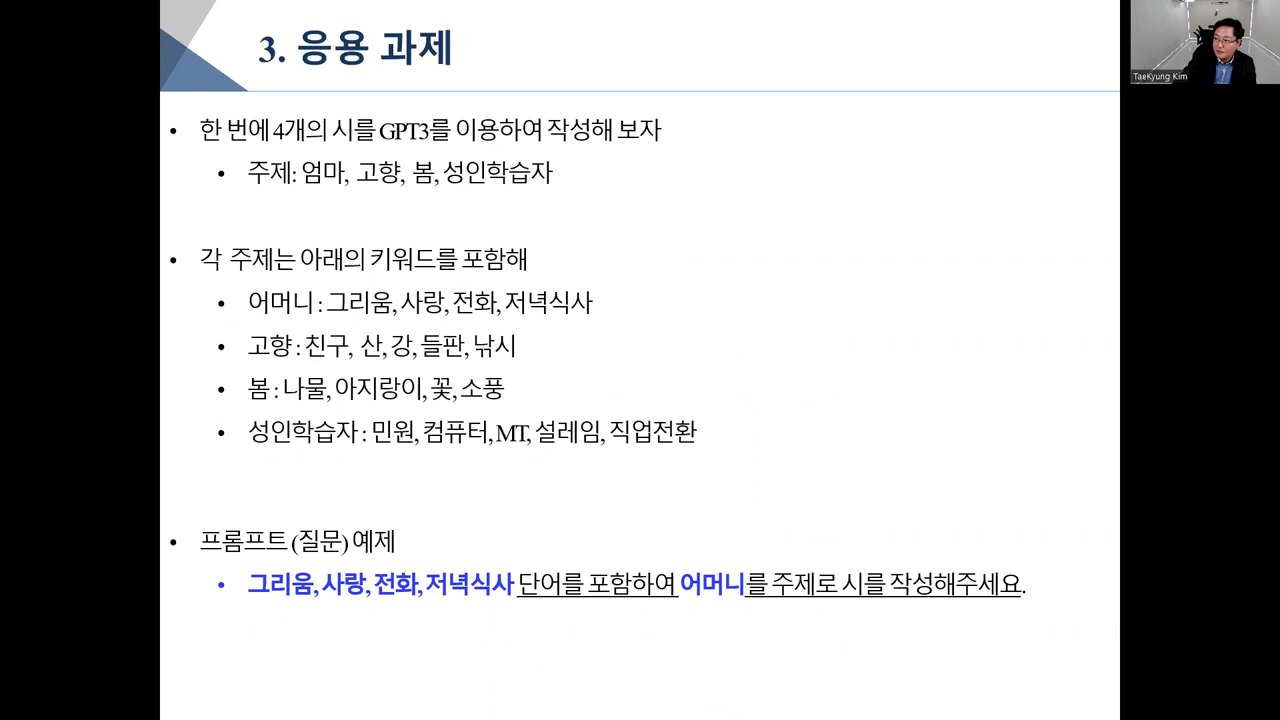 3. 응용 과제
TaeKyung Kim
• 한 번에 4개의 시를 GPT3를 이용하여 작성해 보자
• 주제: 엄마, 고향, 봄, 성인학습자
• 각 주제는 아래의 키워드를 포함해
• 어머니 : 그리움, 사랑, 전화, 저녁식사
• 고향 : 친구, 산, 강, 들판, 낚시
• 봄 : 나물, 아지랑이, 꽃, 소풍
• 성인학습자 : 민원, 컴퓨터, MT, 설레임, 직업전환
• 프롬프트 (질문) 예제
• 그리움, 사랑, 전화, 저녁식사 단어를 포함하여 어머니를 주제로 시를 작성해주세요.